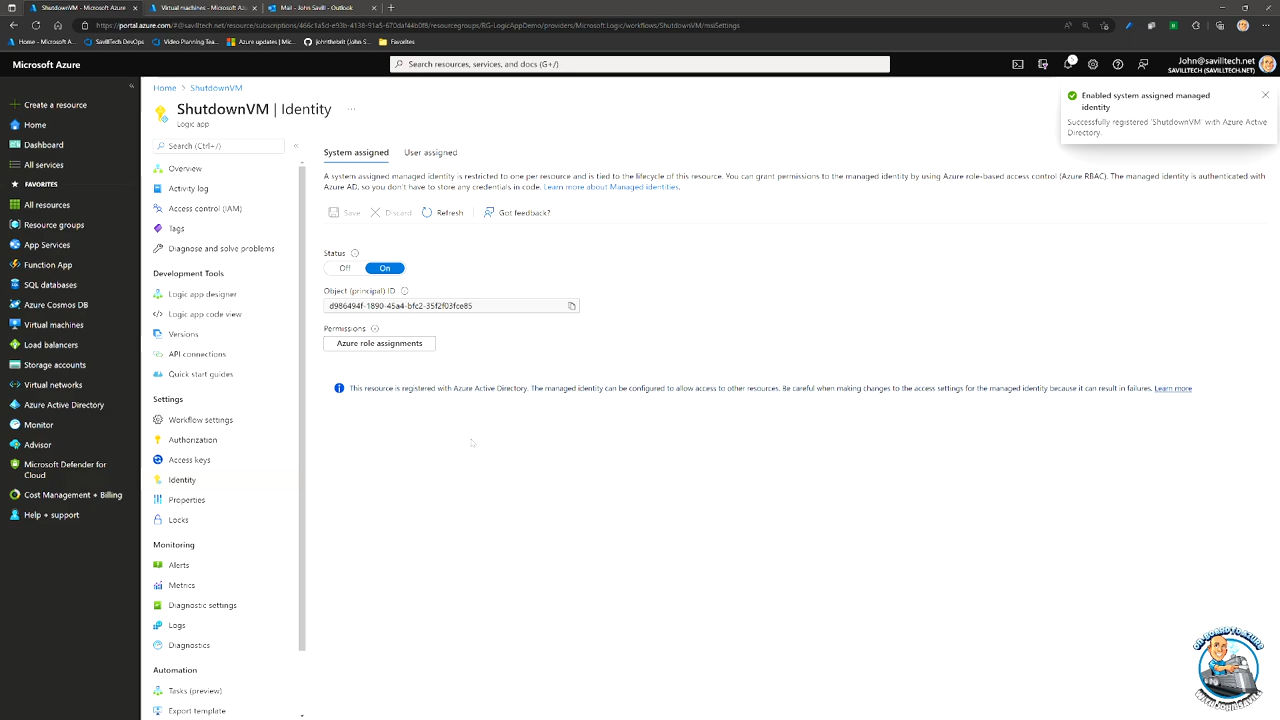 ShutdownVM - Microsoft Azure
Virtual machines - Microsoft Azu
Mail - John Savill - Outlook
https://portal.azure.com/#@savilltech.net/resource/subscriptions/466c1a5d-e93b-4138-91a5-670daf44b0f8/resourcegroups/RG-LogicAppDemo/providers/Microsoft.Logic/workflows/ShutdownVM/msiSettings
Home - Microsoft A...
SavillTech DevOps
Video Planning Tea...
Azure updates | Mic...
johnthebrit (John S...
Favorites
Microsoft Azure
Search resources, services, and docs (G+/)
John@savilltech.net
SAVILLTECH (SAVILLTECH.NET)
Create a resource
Home
Dashboard
All services
FAVORITES
All resources
Resource groups
App Services
Function App
SQL databases
Azure Cosmos DB
Virtual machines
Load balancers
Storage accounts
Virtual networks
Azure Active Directory
Monitor
Advisor
Microsoft Defender for
Cloud
Cost Management + Billing
Help + support
Home > ShutdownVM
ShutdownVM | Identity ...
Logic app
Search (Ctrl+/)
Overview
Activity log
Access control (IAM)
Tags
Diagnose and solve problems
Development Tools
Logic app designer
Logic app code view
Versions
API connections
Quick start guides
Settings
Workflow settings
Authorization
Access keys
Identity
Properties
Locks
Monitoring
Alerts
Metrics
Diagnostic settings
Logs
Diagnostics
Automation
Tasks (preview)
Export template
System assigned User assigned
A system assigned managed identity is restricted to one per resource and is tied to the lifecycle of this resource. You can grant permissions to the managed identity by using Azure role-based access control (Azure RBAC). The managed identity is authenticated with
Azure AD, so you don't have to store any credentials in code. Learn more about Managed identities.
Save Discard Refresh Got feedback?
Status
Off On
Object (principal) ID
d986494f-1890-45a4-bfc2-35f2f03fce85
Permissions
Azure role assignments
This resource is registered with Azure Active Directory. The managed identity can be configured to allow access to other resources. Be careful when making changes to the access settings for the managed identity because it can result in failures. Learn more
Enabled system assigned managed
identity
Successfully registered 'ShutdownVM' with Azure Active
Directory.
ON-BOARD TO AZURE
WITH JOHN SAVILL